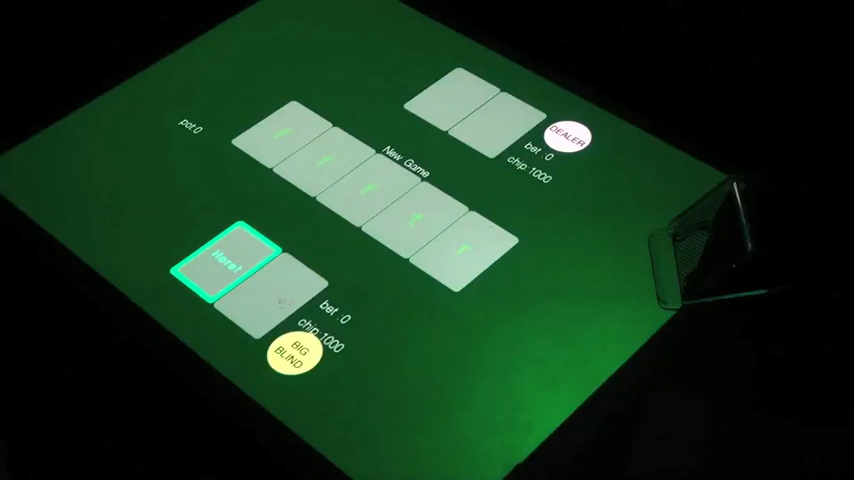 DEALER
bet :0
chip:1000
pot:0
New Game
Here!
bet :0
chip:1000
BIG
BLIND